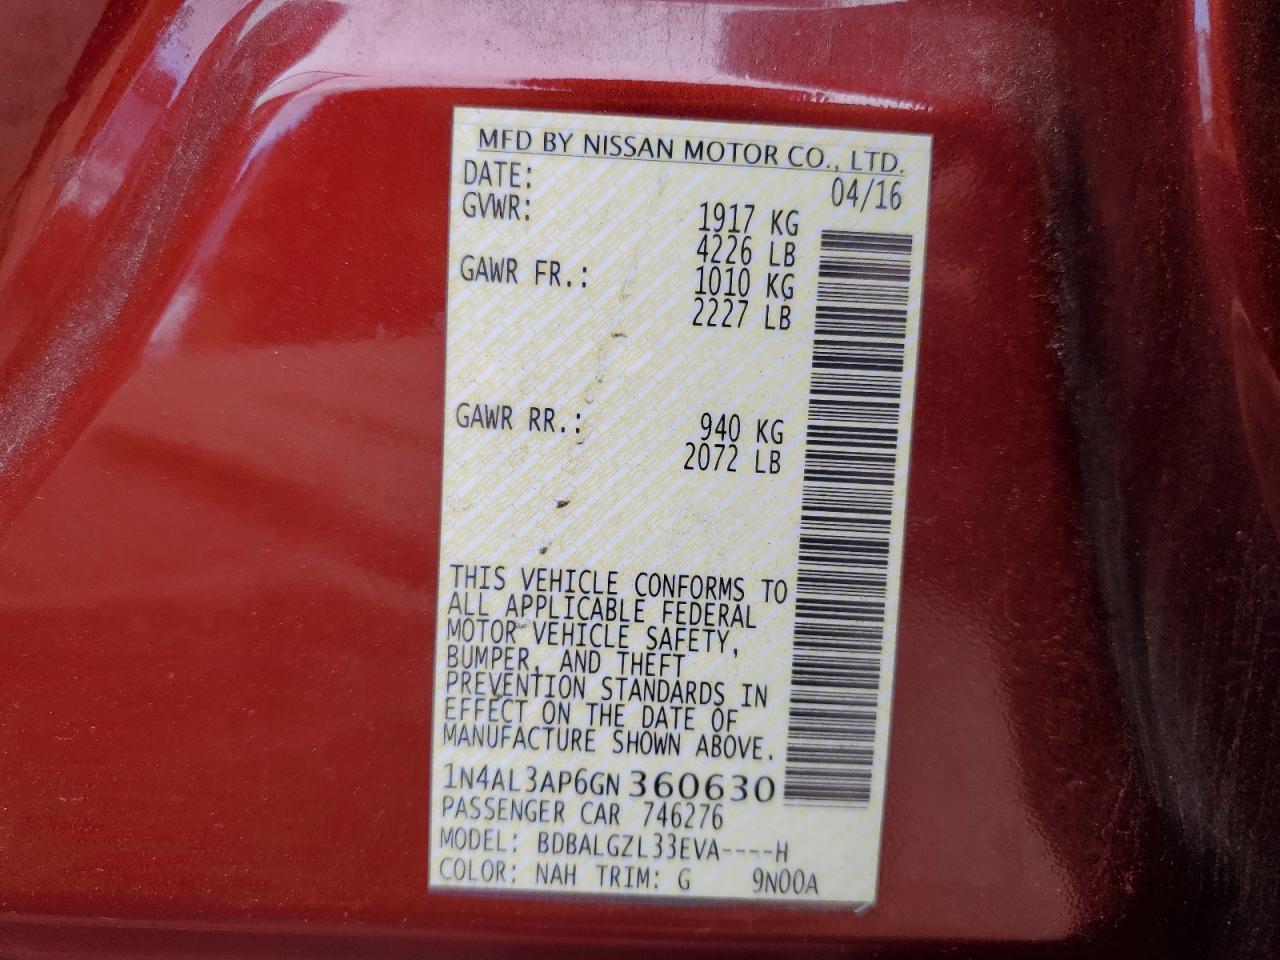 MFD BY NISSAN MOTOR CO., LTD.
DATE: 04/16
GVWR: 1917 KG
4226 LB
GAWR FR.: 1010 KG
2227 LB
GAWR RR.: 940 KG
2072 LB
THIS VEHICLE CONFORMS TO
ALL APPLICABLE FEDERAL
MOTOR VEHICLE SAFETY,
BUMPER, AND THEFT
PREVENTION STANDARDS IN
EFFECT ON THE DATE OF
MANUFACTURE SHOWN ABOVE.
1N4AL3AP6GN 360630
PASSENGER CAR 746276
MODEL: BDBALGZL33EVA----H
COLOR: NAH TRIM: G 9N00A